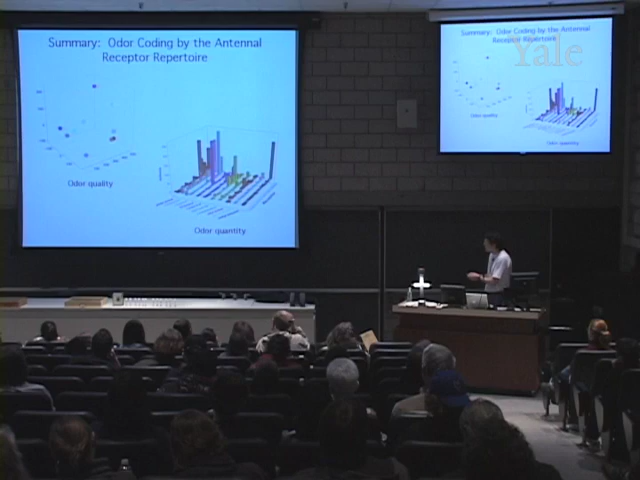 Summary: Odor Coding by the Antennal
Receptor Repertoire
Odor quality
Odor quantity
Summary: Odor Coding by the Antennal
Receptor Repertoire
Yale
Odor quality
Odor quantity